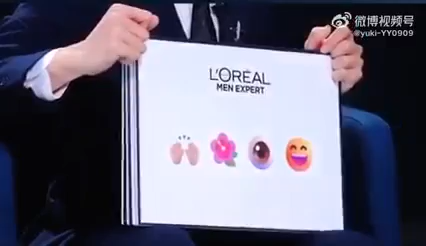 微博视频号
@yuki-YY0909
L'ORÉAL
MEN EXPERT